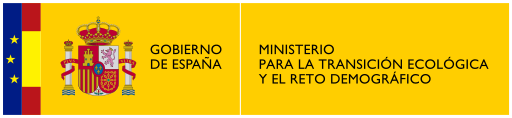 GOBIERNO
DE ESPAÑA
MINISTERIO
PARA LA TRANSICIÓN ECOLÓGICA
Y EL RETO DEMOGRÁFICO